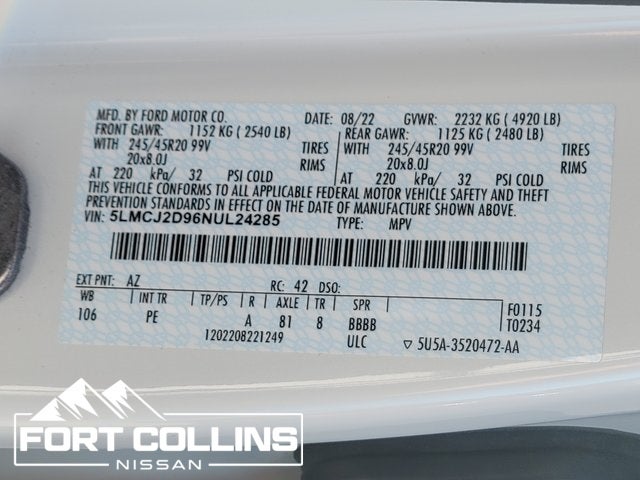 MFD. BY FORD MOTOR CO. DATE: 08/22 GVWR: 2232 KG ( 4920 LB)
FRONT GAWR: 1152 KG ( 2540 LB) REAR GAWR: 1125 KG ( 2480 LB)
WITH 245/45R20 99V TIRES WITH 245/45R20 99V TIRES
20x8.0J RIMS 20x8.0J RIMS
AT 220 kPa/ 32 PSI COLD AT 220 kPa/ 32 PSI COLD
THIS VEHICLE CONFORMS TO ALL APPLICABLE FEDERAL MOTOR VEHICLE SAFETY AND THEFT
PREVENTION STANDARDS IN EFFECT ON THE DATE OF MANUFACTURE SHOWN ABOVE.
VIN: 5LMCJ2D96NUL24285 TYPE: MPV
EXT PNT: AZ RC: 42 DSO:
WB INT TR TP/PS R AXLE TR SPR F0115
106 PE A 81 8 BBBB T0234
1202208221249 ULC ▽ 5U5A-3520472-AA
FORT COLLINS
NISSAN